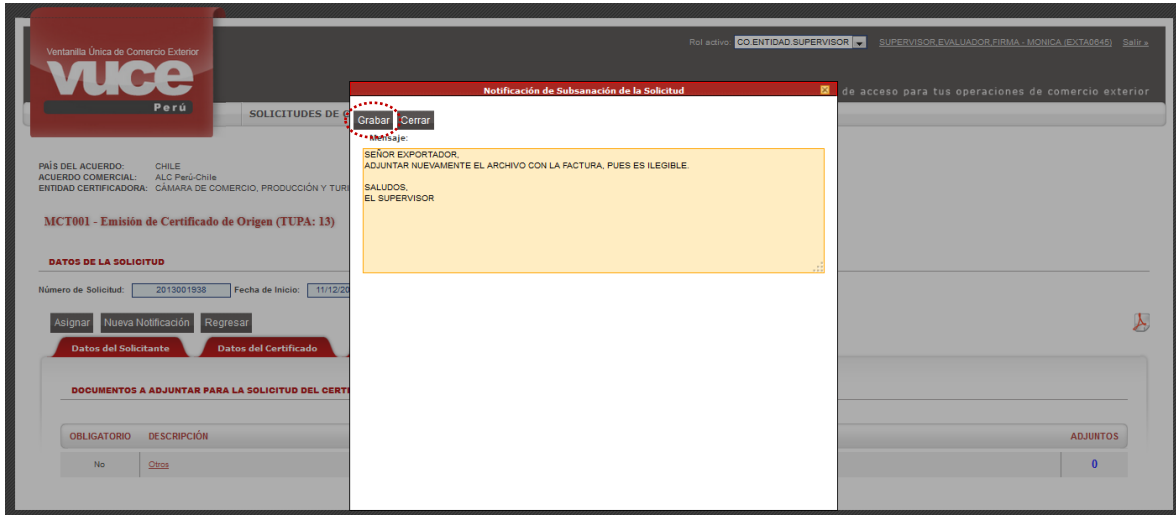 Ventanilla Única de Comercio Exterior
vuce
Perú
Rol activo: CO.ENTIDAD.SUPERVISOR
SUPERVISOR,EVALUADOR,FIRMA - MONICA (EXTA0645) Salir »
de acceso para tus operaciones de comercio exterior
SOLICITUDES DE
Notificación de Subsanación de la Solicitud
Grabar Cerrar
Mensaje:
SEÑOR EXPORTADOR,
ADJUNTAR NUEVAMENTE EL ARCHIVO CON LA FACTURA, PUES ES ILEGIBLE.
SALUDOS,
EL SUPERVISOR
PAÍS DEL ACUERDO: CHILE
ACUERDO COMERCIAL: ALC Perú-Chile
ENTIDAD CERTIFICADORA: CÁMARA DE COMERCIO, PRODUCCIÓN Y TURI
MCT001 - Emisión de Certificado de Origen (TUPA: 13)
DATOS DE LA SOLICITUD
Número de Solicitud: 2013001938 Fecha de Inicio: 11/12/20
Asignar Nueva Notificación Regresar
Datos del Solicitante Datos del Certificado
DOCUMENTOS A ADJUNTAR PARA LA SOLICITUD DEL CERTI
OBLIGATORIO DESCRIPCIÓN ADJUNTOS
No Otros 0